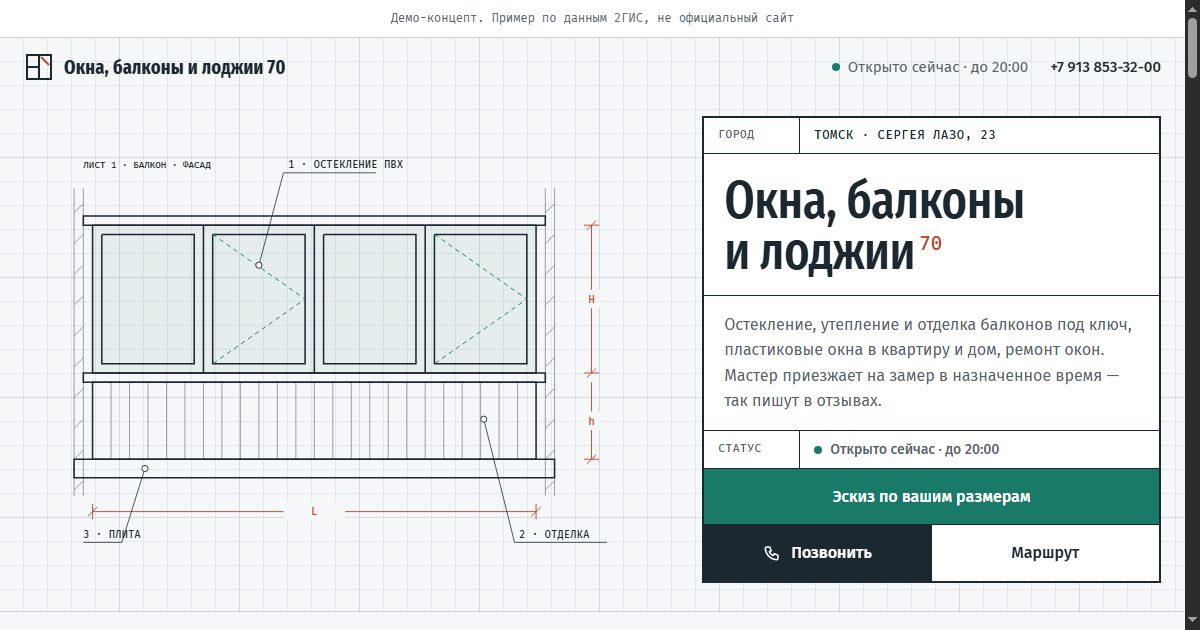 Демо-концепт. Пример по данным 2ГИС, не официальный сайт
Окна, балконы и лоджии 70
Открыто сейчас · до 20:00
+7 913 853-32-00
ЛИСТ 1 · БАЛКОН · ФАСАД
1 · ОСТЕКЛЕНИЕ ПВХ
H
h
L
3 · ПЛИТА
2 · ОТДЕЛКА
ГОРОД
ТОМСК · СЕРГЕЯ ЛАЗО, 23
Окна, балконы
и лоджии 70
Остекление, утепление и отделка балконов под ключ,
пластиковые окна в квартиру и дом, ремонт окон.
Мастер приезжает на замер в назначенное время —
так пишут в отзывах.
СТАТУС
Открыто сейчас · до 20:00
Эскиз по вашим размерам
Позвонить
Маршрут